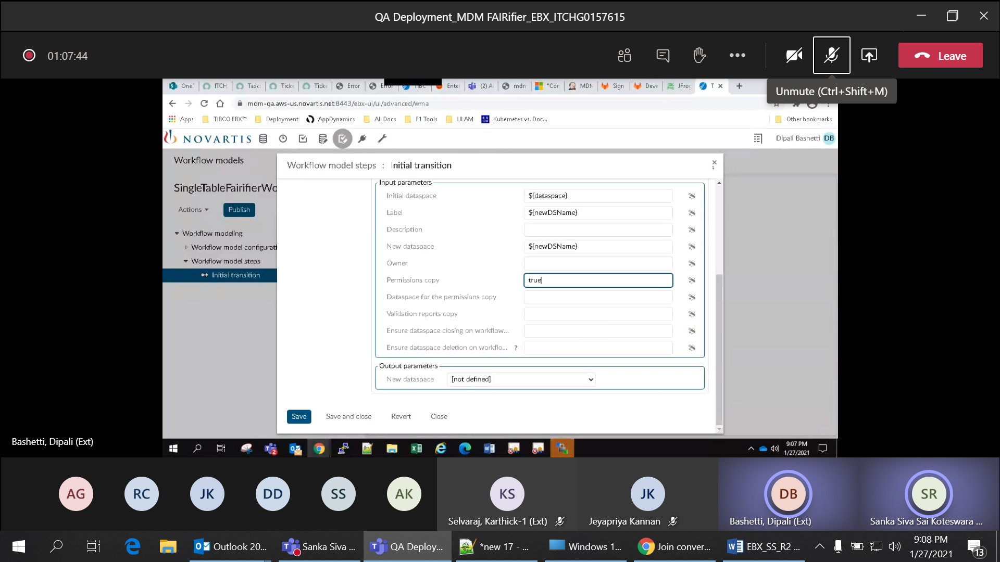 QA Deployment_MDM FAIRifier_EBX_ITCHG0157615
01:07:44
Leave
Unmute (Ctrl+Shift+M)
OneN ITCH Task: Ticke Ticke Error Error TIBC Ente (2) A mdm "Con MDM Sign Deve JFrog T
mdm-qa.aws-us.novartis.net:8443/ebx-ui/ui/advanced/wma
Apps TIBCO EBX™ Deployment AppDynamics All Docs F1 Tools ULAM Kubernetes vs. Doc... Other bookmarks
NOVARTIS Dipali Bashetti DB
Workflow models
Workflow model steps : Initial transition
SingleTableFairifierWo
Actions Publish
Workflow modeling
Workflow model configurati
Workflow model steps
Initial transition
Input parameters
Initial dataspace ${dataspace}
Label ${newDSName}
Description
New dataspace ${newDSName}
Owner
Permissions copy true
Dataspace for the permissions copy
Validation reports copy
Ensure dataspace closing on workflow...
Ensure dataspace deletion on workflo... ?
Output parameters
New dataspace [not defined]
Save Save and close Revert Close
Bashetti, Dipali (Ext)
9:07 PM
1/27/2021
AG RC JK DD SS AK KS JK DB SR
Selvaraj, Karthick-1 (Ext) Jeyapriya Kannan Bashetti, Dipali (Ext) Sanka Siva Sai Koteswara ...
Outlook 20... Sanka Siva ... QA Deploy... *new 17 - ... Windows 1... Join conver... EBX_SS_R2 ...
9:08 PM
1/27/2021
13